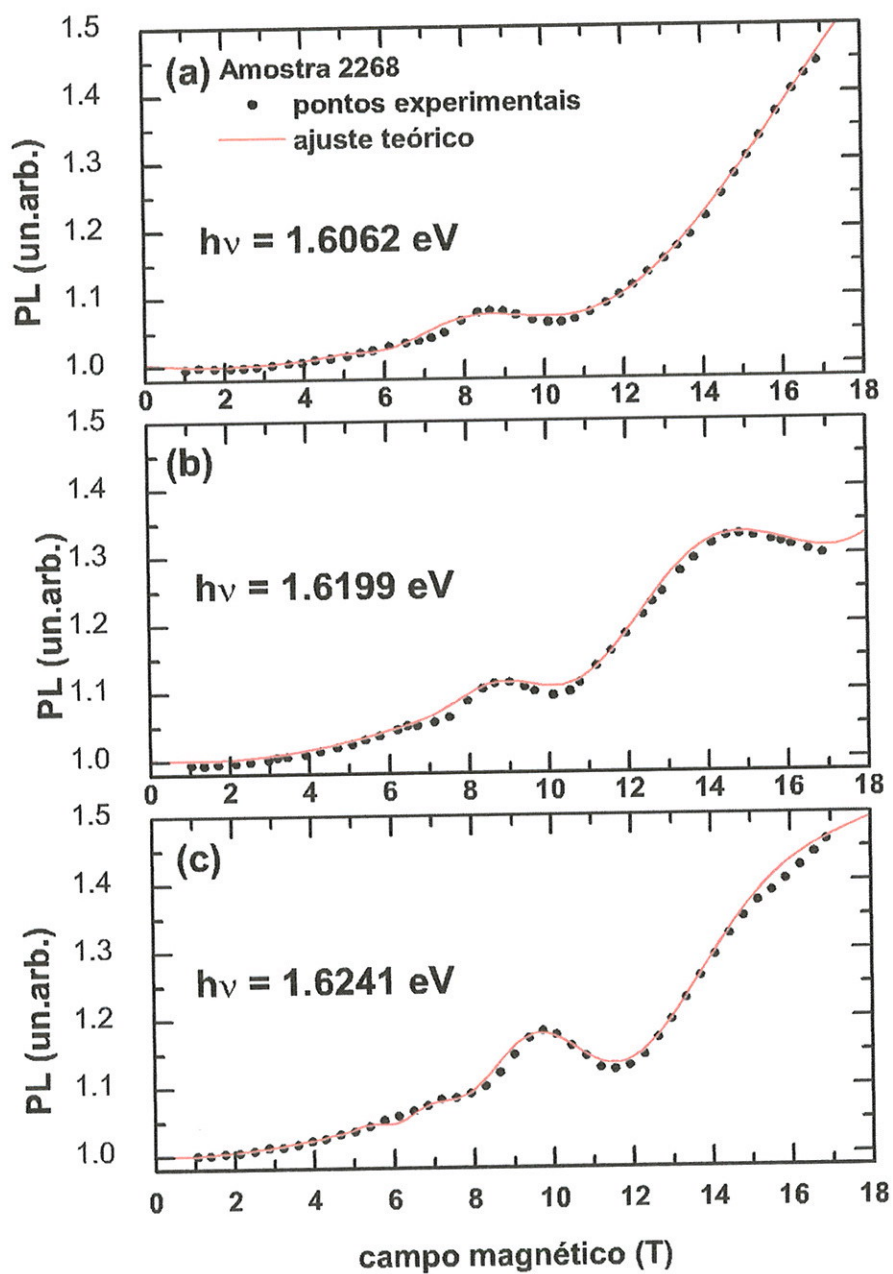 (a) Amostra 2268
pontos experimentais
ajuste teórico
hν = 1.6062 eV
PL (un.arb.)
1.5
1.4
1.3
1.2
1.1
1.0
0 2 4 6 8 10 12 14 16 18
(b)
hν = 1.6199 eV
PL (un.arb.)
1.5
1.4
1.3
1.2
1.1
1.0
0 2 4 6 8 10 12 14 16 18
(c)
hν = 1.6241 eV
PL (un.arb.)
1.5
1.4
1.3
1.2
1.1
1.0
0 2 4 6 8 10 12 14 16 18
campo magnético (T)